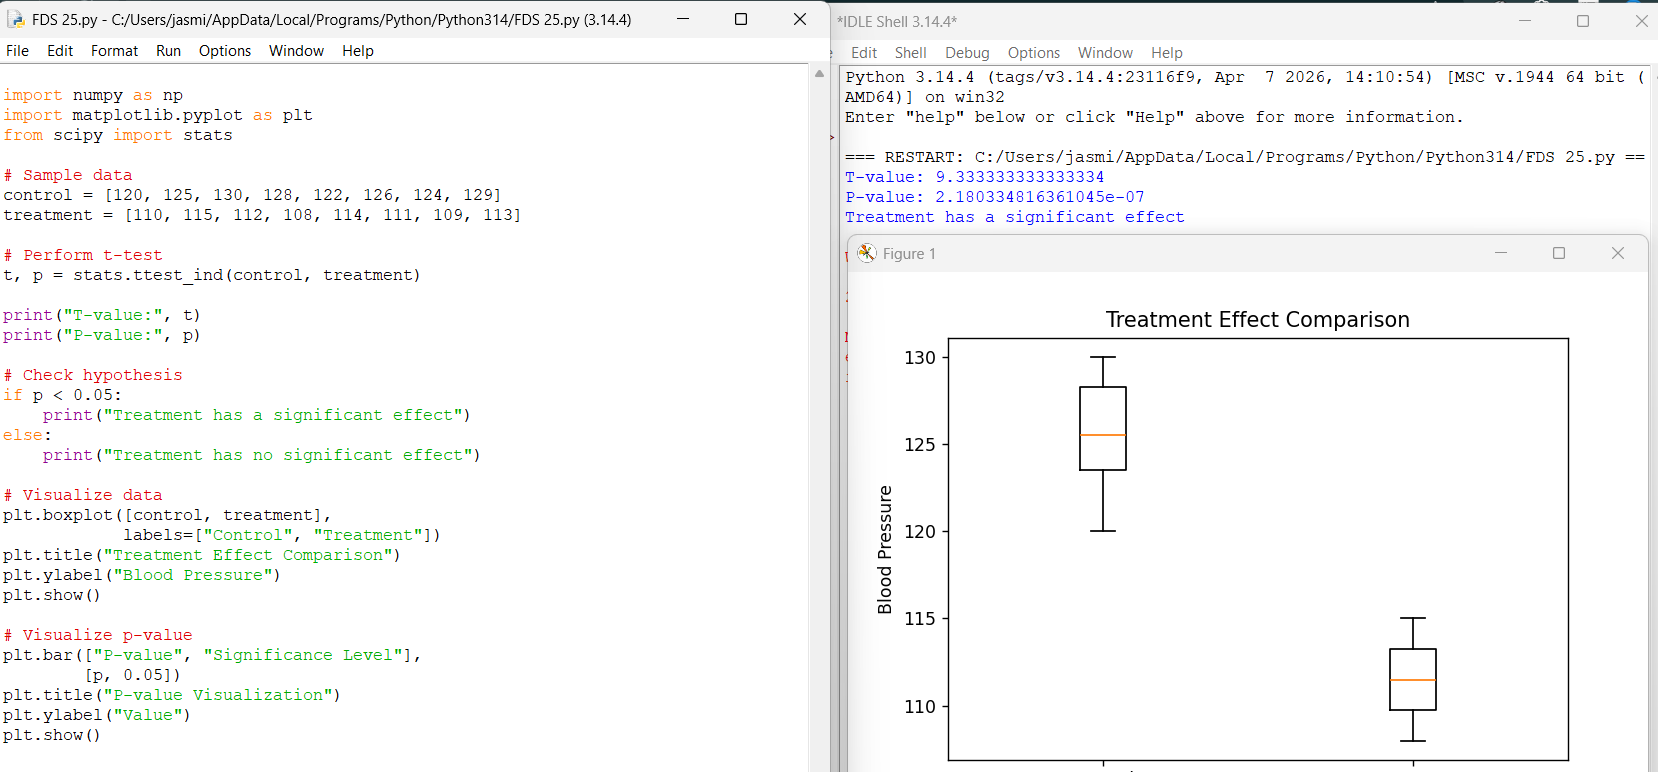 FDS 25.py - C:/Users/jasmi/AppData/Local/Programs/Python/Python314/FDS 25.py (3.14.4)
File Edit Format Run Options Window Help
import numpy as np
import matplotlib.pyplot as plt
from scipy import stats
# Sample data
control = [120, 125, 130, 128, 122, 126, 124, 129]
treatment = [110, 115, 112, 108, 114, 111, 109, 113]
# Perform t-test
t, p = stats.ttest_ind(control, treatment)
print("T-value:", t)
print("P-value:", p)
# Check hypothesis
if p < 0.05:
    print("Treatment has a significant effect")
else:
    print("Treatment has no significant effect")
# Visualize data
plt.boxplot([control, treatment],
            labels=["Control", "Treatment"])
plt.title("Treatment Effect Comparison")
plt.ylabel("Blood Pressure")
plt.show()
# Visualize p-value
plt.bar(["P-value", "Significance Level"],
        [p, 0.05])
plt.title("P-value Visualization")
plt.ylabel("Value")
plt.show()
*IDLE Shell 3.14.4*
Edit Shell Debug Options Window Help
Python 3.14.4 (tags/v3.14.4:23116f9, Apr  7 2026, 14:10:54) [MSC v.1944 64 bit (
AMD64)] on win32
Enter "help" below or click "Help" above for more information.
=== RESTART: C:/Users/jasmi/AppData/Local/Programs/Python/Python314/FDS 25.py ==
T-value: 9.333333333333334
P-value: 2.180334816361045e-07
Treatment has a significant effect
Figure 1
Treatment Effect Comparison
130
125
120
115
110
Blood Pressure